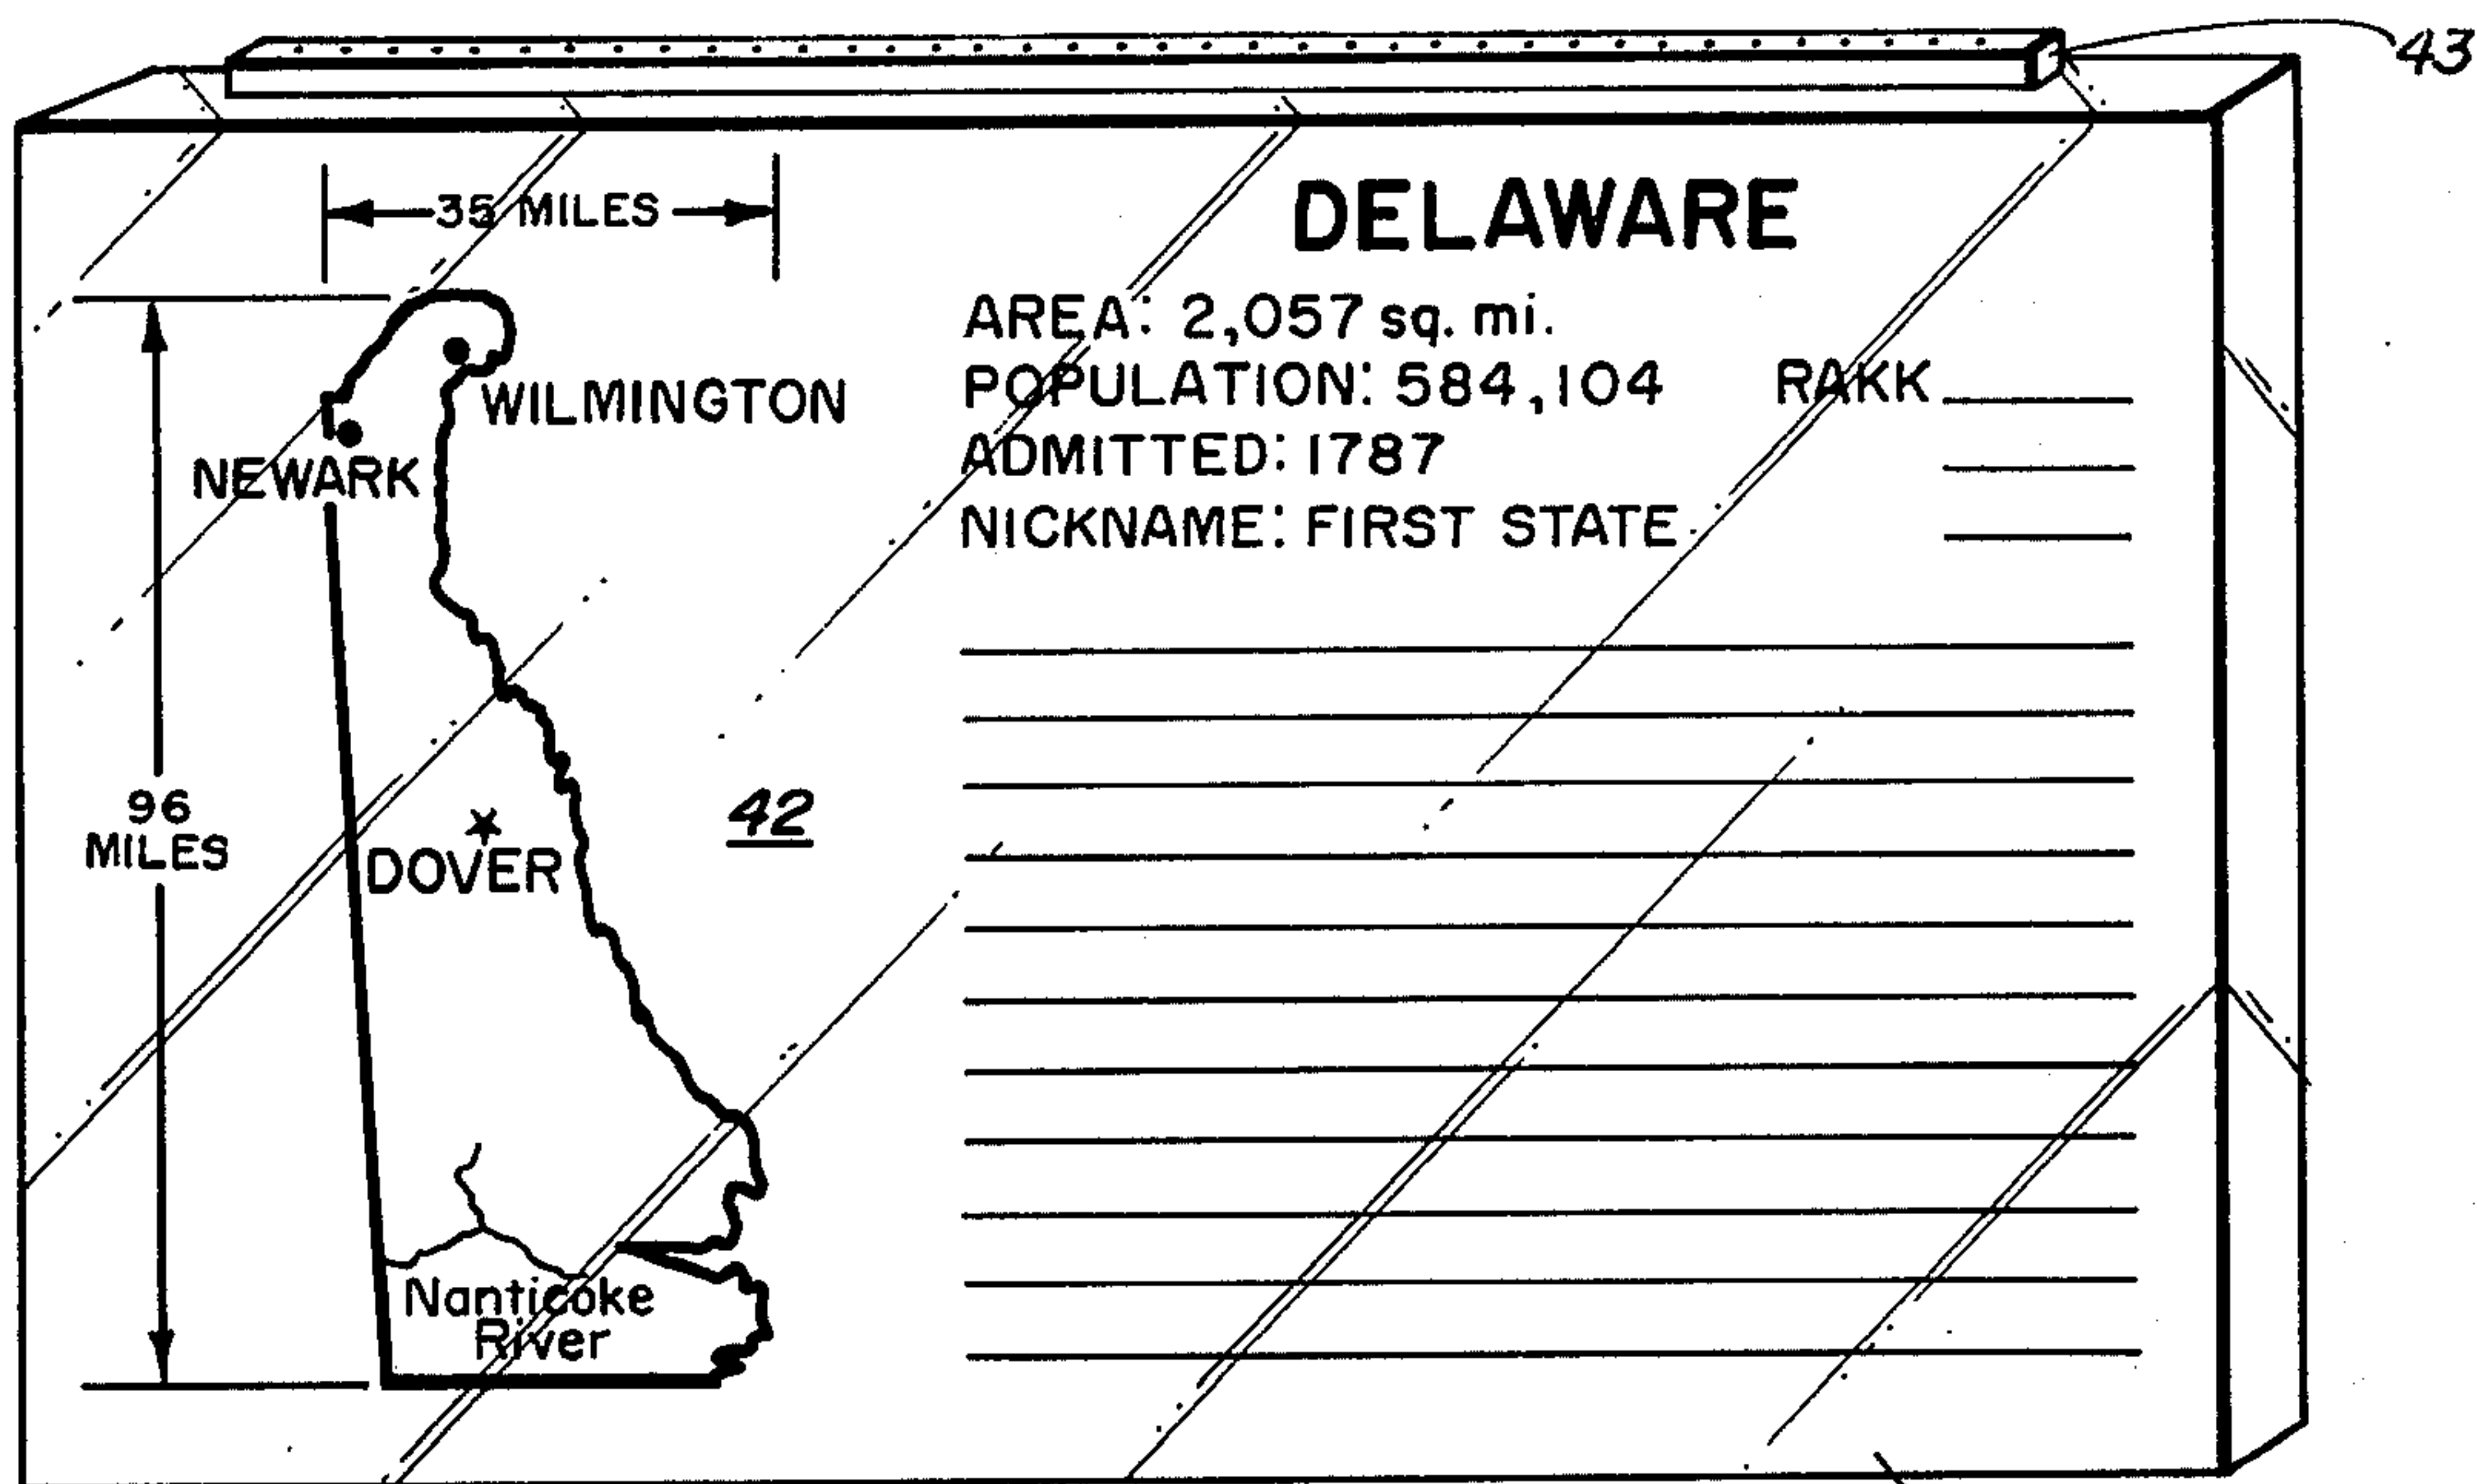 43
35 MILES
DELAWARE
AREA: 2,057 sq. mi.
POPULATION: 584,104 RAKK
ADMITTED: 1787
NICKNAME: FIRST STATE
WILMINGTON
NEWARK
96
MILES
DOVER
42
Nanticoke
River